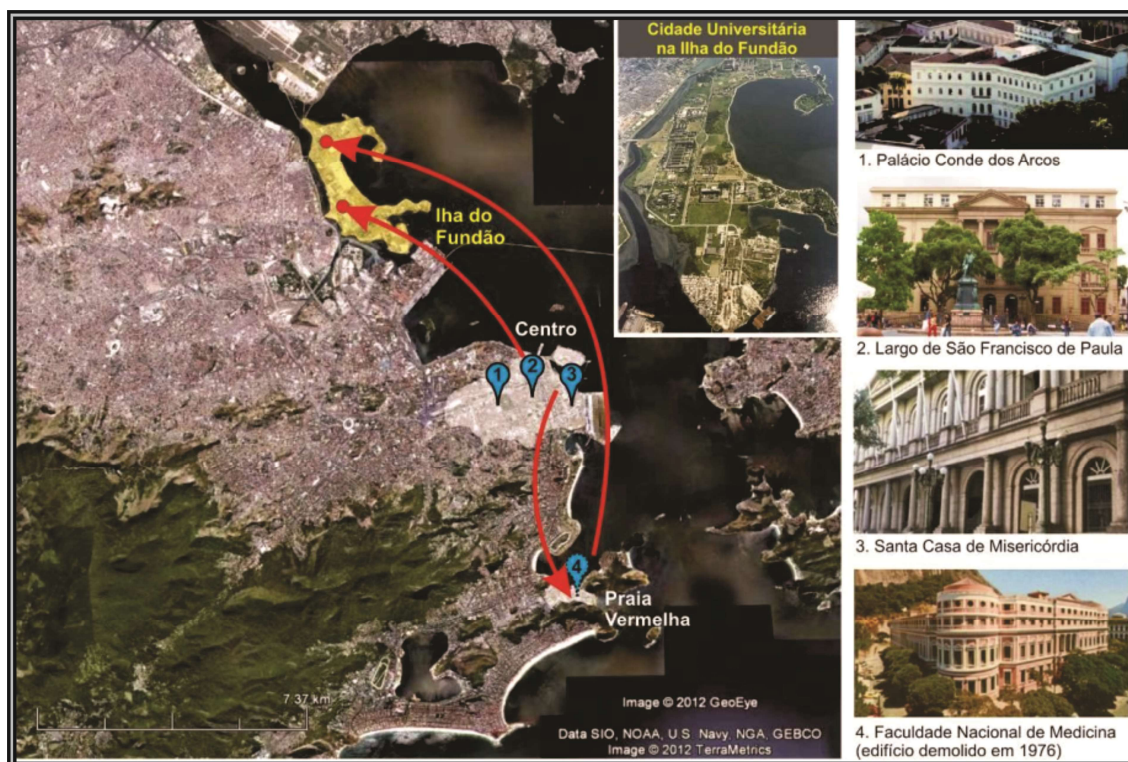 Cidade Universitária
na Ilha do Fundão
Ilha do
Fundão
Centro
1
2
3
4
Praia
Vermelha
7 37 km
Image © 2012 GeoEye
Data SIO, NOAA, U.S. Navy, NGA, GEBCO
Image © 2012 TerraMetrics
1. Palácio Conde dos Arcos
2. Largo de São Francisco de Paula
3. Santa Casa de Misericórdia
4. Faculdade Nacional de Medicina
(edifício demolido em 1976)